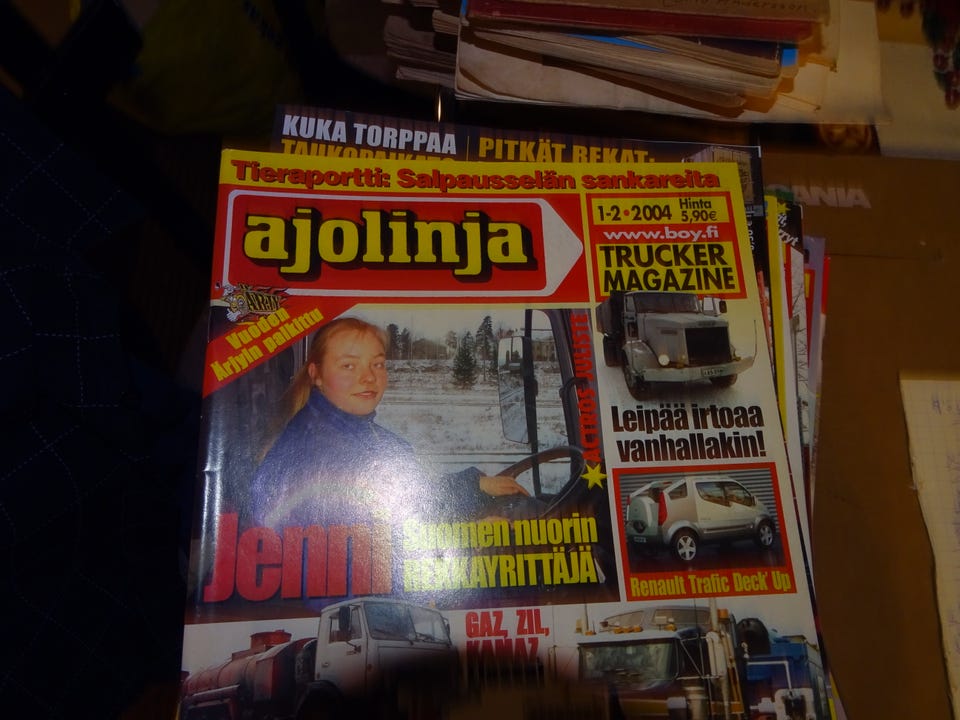 KUKA TORPPAA
PITKÄT REKAT:
Tieraportti: Salpausselän sankareita
ajolinja
1-2•2004 Hinta 5,90€
www.boy.fi
TRUCKER
MAGAZINE
Vuoden
Ärjyin palkittu
Leipää irtoaa
vanhallakin!
Jenni
Suomen nuorin
Renault Trafic Deck' Up
GAZ, ZIL,
KAMAZ
SCANIA